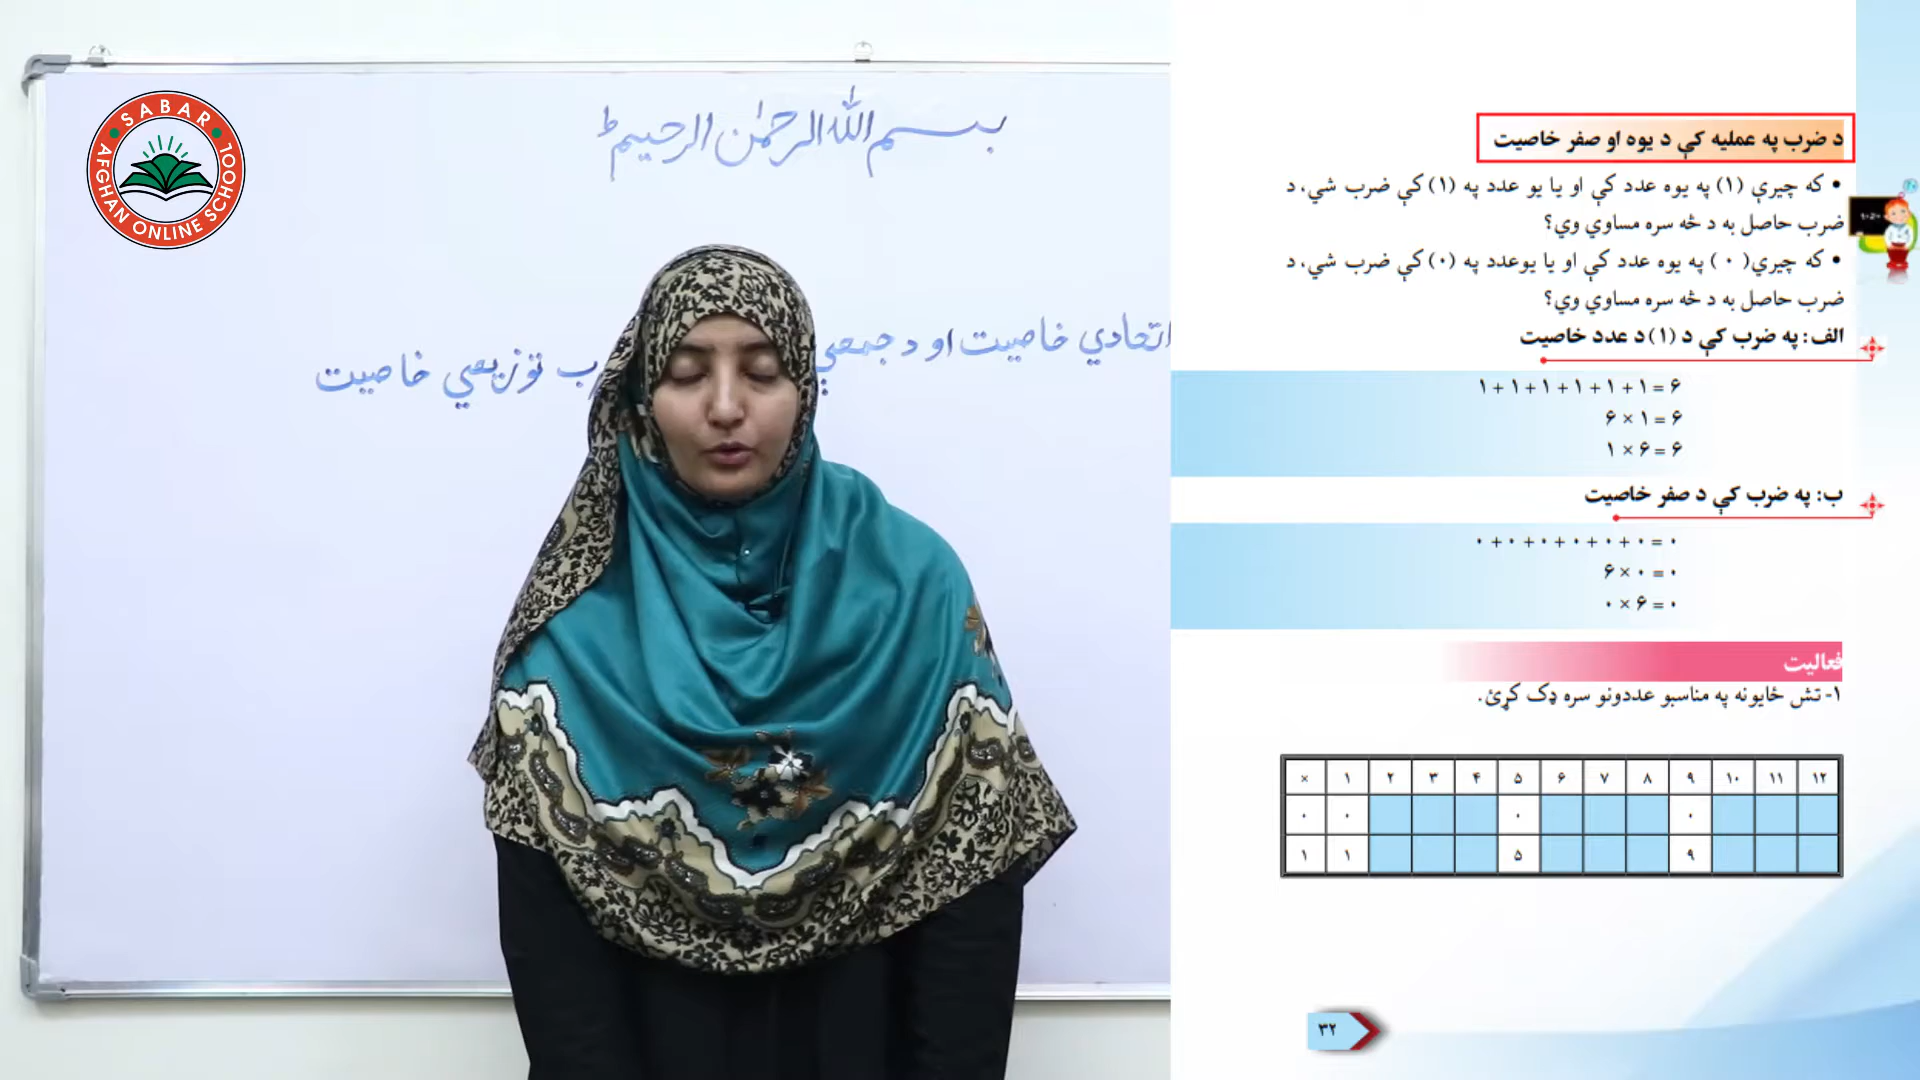 SABAR
AFGHAN ONLINE SCHOOL
بسم الله الرحمٰن الرحیم
اتحادي خاصیت او د جمعې
توزیعي خاصیت
د ضرب په عملیه کې د یوه او صفر خاصیت
• که چیرې (۱) په یوه عدد کې او یا یو عدد په (۱) کې ضرب شي، د
ضرب حاصل به د څه سره مساوي وي؟
• که چیرې( ۰ ) په یوه عدد کې او یا یوعدد په (۰) کې ضرب شي، د
ضرب حاصل به د څه سره مساوي وي؟
الف: په ضرب کې د (۱) د عدد خاصیت
۱ + ۱ + ۱ + ۱ + ۱ + ۱ = ۶
۶ × ۱ = ۶
۱ × ۶ = ۶
ب: په ضرب کې د صفر خاصیت
۰ + ۰ + ۰ + ۰ + ۰ + ۰ = ۰
۶ × ۰ = ۰
۰ × ۶ = ۰
فعالیت
۱- تش ځایونه په مناسبو عددونو سره ډک کړئ.
× ۱ ۲ ۳ ۴ ۵ ۶ ۷ ۸ ۹ ۱۰ ۱۱ ۱۲
۰ ۰ ۰ ۰
۱ ۱ ۵ ۹
۳۲